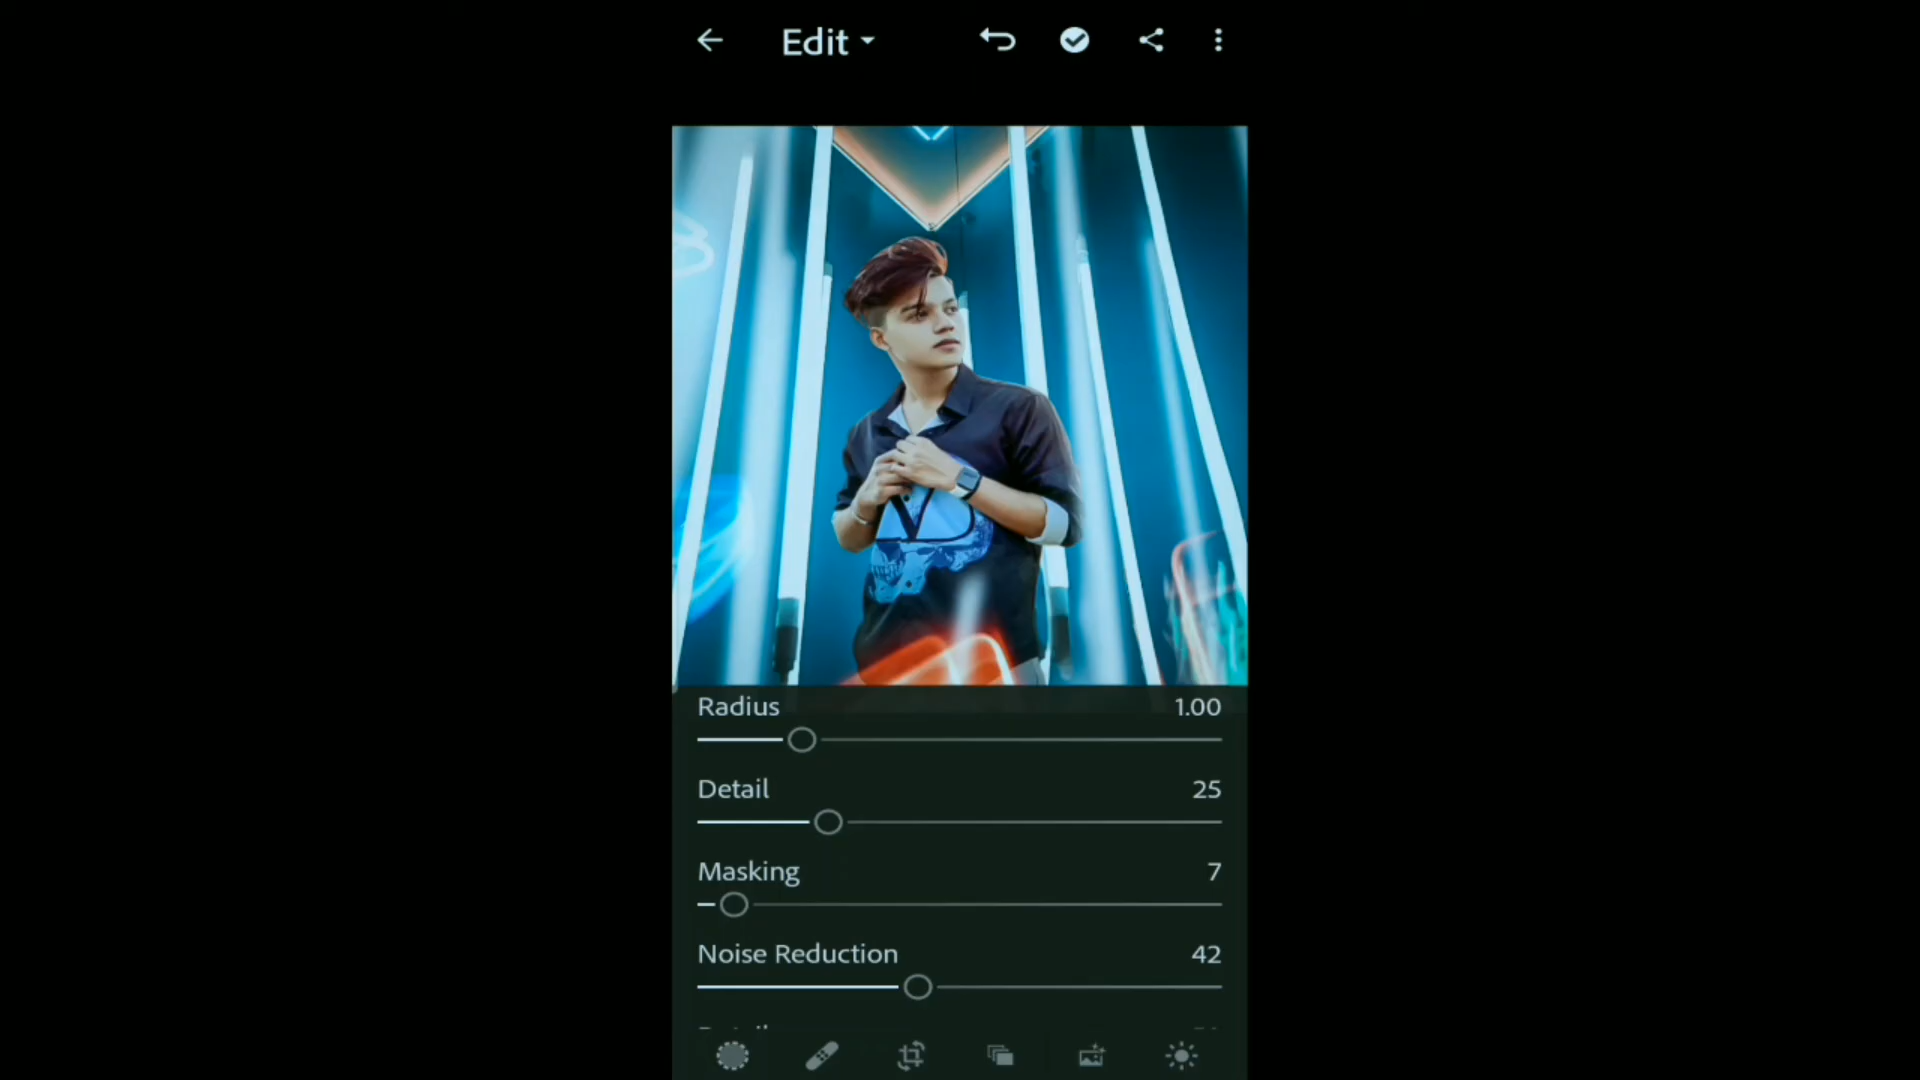 Edit
Radius 1.00
Detail 25
Masking 7
Noise Reduction 42